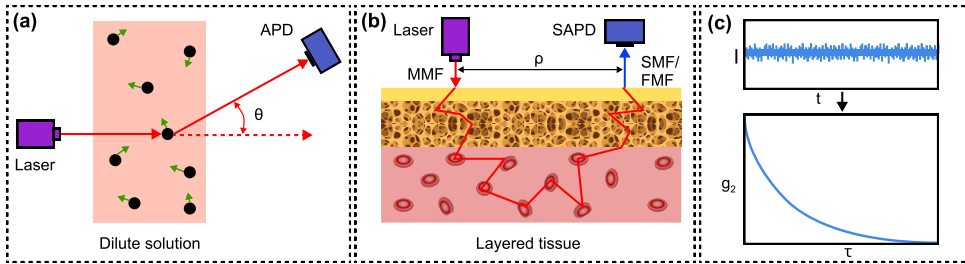 (a)
APD
θ
Laser
Dilute solution
(b)
Laser
SAPD
MMF
ρ
SMF/
FMF
Layered tissue
(c)
I
t
g₂
τ